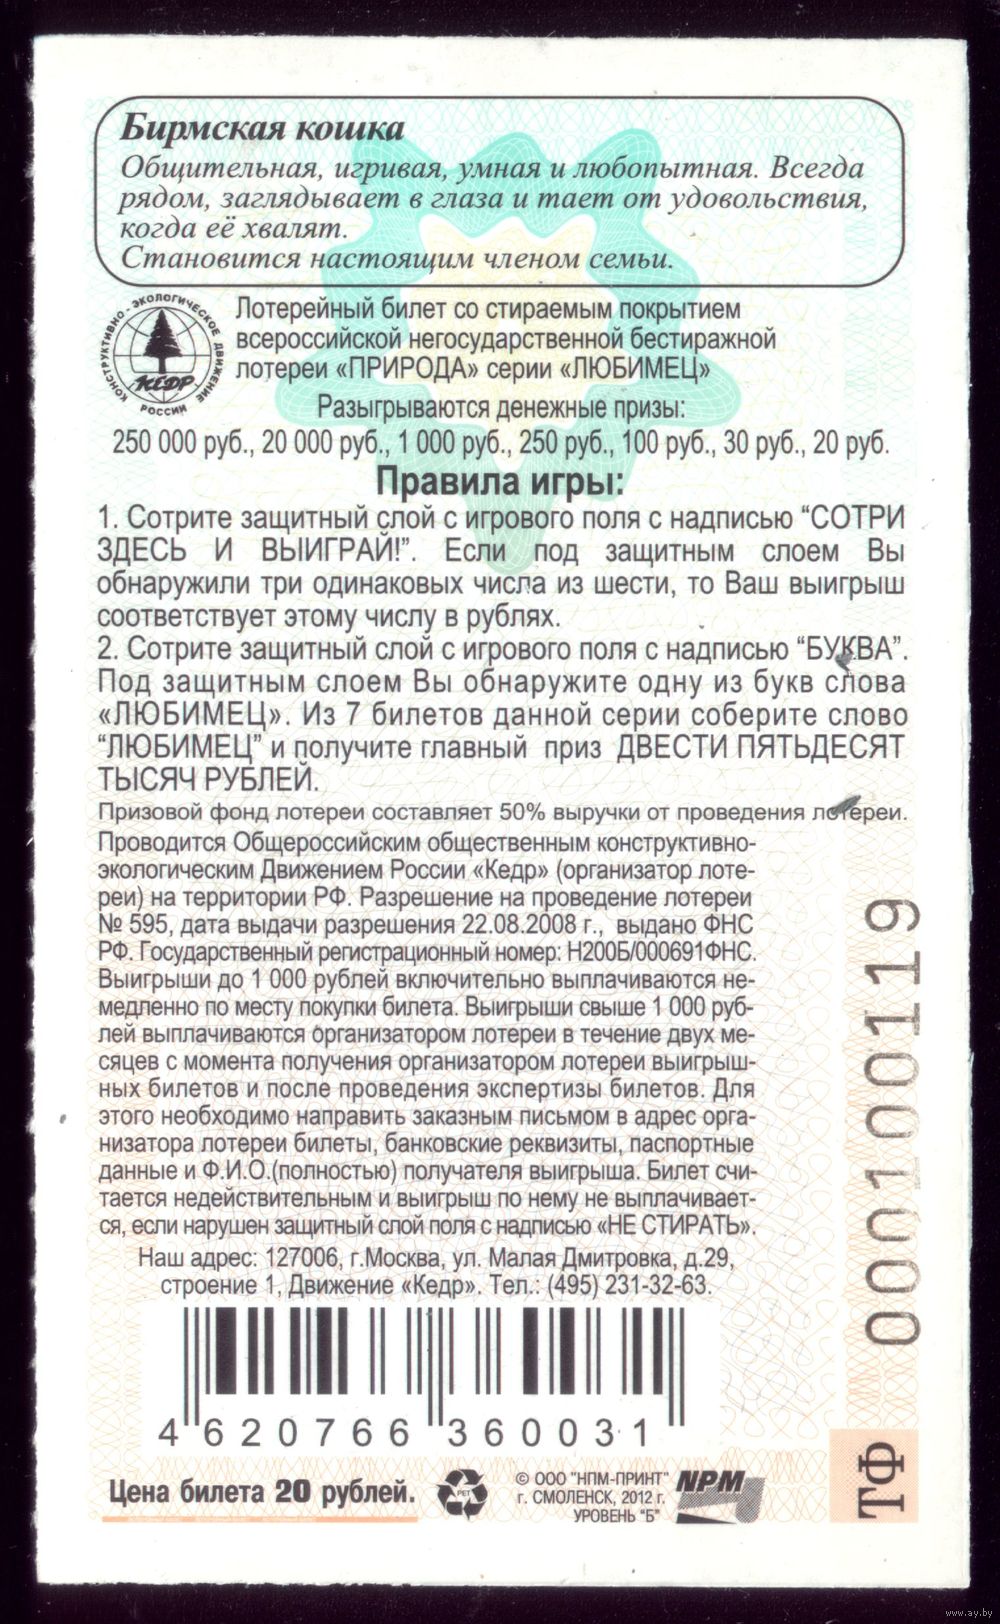 Бирмская кошка
Общительная, игривая, умная и любопытная. Всегда
рядом, заглядывает в глаза и тает от удовольствия,
когда её хвалят.
Становится настоящим членом семьи.
КОНСТРУКТИВНО-ЭКОЛОГИЧЕСКОЕ ДВИЖЕНИЕ
КЕДР
РОССИИ
Лотерейный билет со стираемым покрытием
всероссийской негосударственной бестиражной
лотереи «ПРИРОДА» серии «ЛЮБИМЕЦ»
Разыгрываются денежные призы:
250 000 руб., 20 000 руб., 1 000 руб., 250 руб., 100 руб., 30 руб., 20 руб.
Правила игры:
1. Сотрите защитный слой с игрового поля с надписью “СОТРИ
ЗДЕСЬ И ВЫИГРАЙ!”. Если под защитным слоем Вы
обнаружили три одинаковых числа из шести, то Ваш выигрыш
соответствует этому числу в рублях.
2. Сотрите защитный слой с игрового поля с надписью “БУКВА”.
Под защитным слоем Вы обнаружите одну из букв слова
«ЛЮБИМЕЦ». Из 7 билетов данной серии соберите слово
“ЛЮБИМЕЦ” и получите главный приз ДВЕСТИ ПЯТЬДЕСЯТ
ТЫСЯЧ РУБЛЕЙ.
Призовой фонд лотереи составляет 50% выручки от проведения лотереи.
Проводится Общероссийским общественным конструктивно-
экологическим Движением России «Кедр» (организатор лоте-
реи) на территории РФ. Разрешение на проведение лотереи
№ 595, дата выдачи разрешения 22.08.2008 г., выдано ФНС
РФ. Государственный регистрационный номер: Н200Б/000691ФНС.
Выигрыши до 1 000 рублей включительно выплачиваются не-
медленно по месту покупки билета. Выигрыши свыше 1 000 руб-
лей выплачиваются организатором лотереи в течение двух ме-
сяцев с момента получения организатором лотереи выигрыш-
ных билетов и после проведения экспертизы билетов. Для
этого необходимо направить заказным письмом в адрес орга-
низатора лотереи билеты, банковские реквизиты, паспортные
данные и Ф.И.О.(полностью) получателя выигрыша. Билет счи-
тается недействительным и выигрыш по нему не выплачивает-
ся, если нарушен защитный слой поля с надписью «НЕ СТИРАТЬ».
Наш адрес: 127006, г.Москва, ул. Малая Дмитровка, д.29,
строение 1, Движение «Кедр». Тел.: (495) 231-32-63.
4 620766 360031
Цена билета 20 рублей.
PET
© ООО "НПМ-ПРИНТ"
г. СМОЛЕНСК, 2012 г.
УРОВЕНЬ "Б"
NPM
ТФ 000100119
www.ay.by